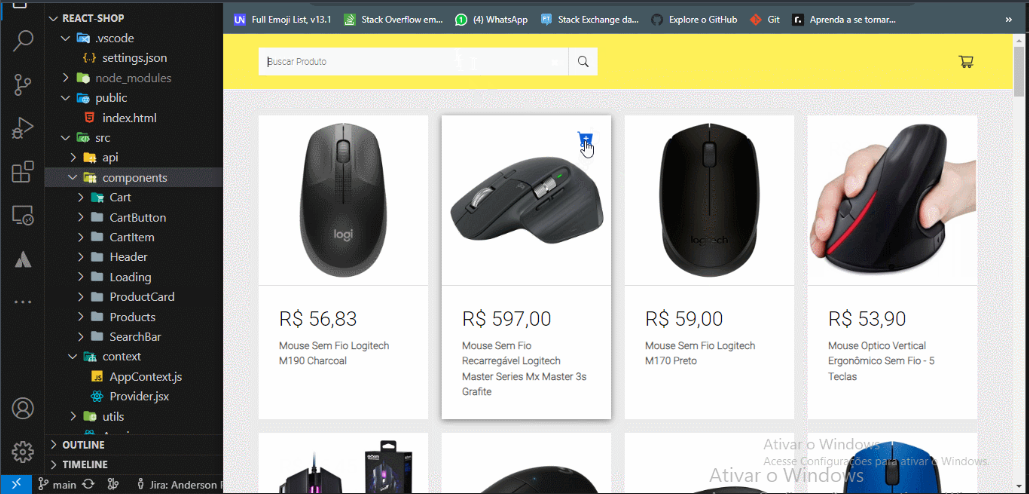 REACT-SHOP
.vscode
settings.json
node_modules
public
index.html
src
api
components
Cart
CartButton
CartItem
Header
Loading
ProductCard
Products
SearchBar
context
AppContext.js
Provider.jsx
utils
OUTLINE
TIMELINE
main
Jira: Anderson
UN Full Emoji List, v13.1
Stack Overflow em...
(4) WhatsApp
Stack Exchange da...
Explore o GitHub
Git
r. Aprenda a se tornar...
»
Buscar Produto
logi
logitech
R$ 56,83
Mouse Sem Fio Logitech
M190 Charcoal
R$ 597,00
Mouse Sem Fio
Recarregável Logitech
Master Series Mx Master 3s
Grafite
R$ 59,00
Mouse Sem Fio Logitech
M170 Preto
R$ 53,90
Mouse Optico Vertical
Ergonômico Sem Fio - 5
Teclas
Ativar o Windows
Acesse Configurações para ativar o Windows.
Ativar o Windows